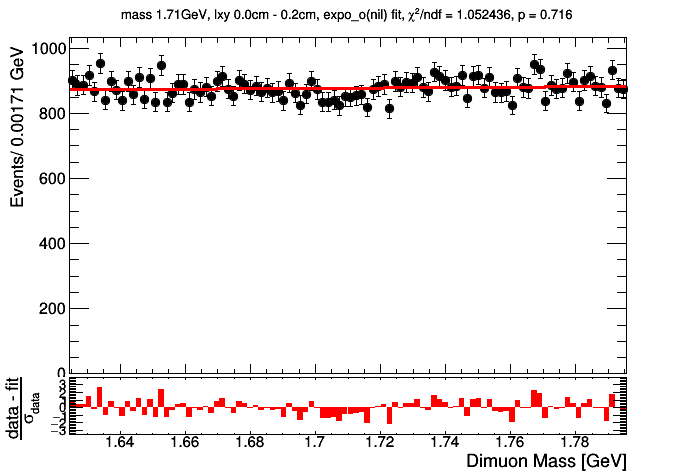 mass 1.71GeV, lxy 0.0cm - 0.2cm, expo_o(nil) fit, χ²/ndf = 1.052436, p = 0.716
1000
800
600
400
200
0
Events/ 0.00171 GeV
data - fit
σdata
3
2
1
0
−1
−2
−3
1.64 1.66 1.68 1.7 1.72 1.74 1.76 1.78
Dimuon Mass [GeV]